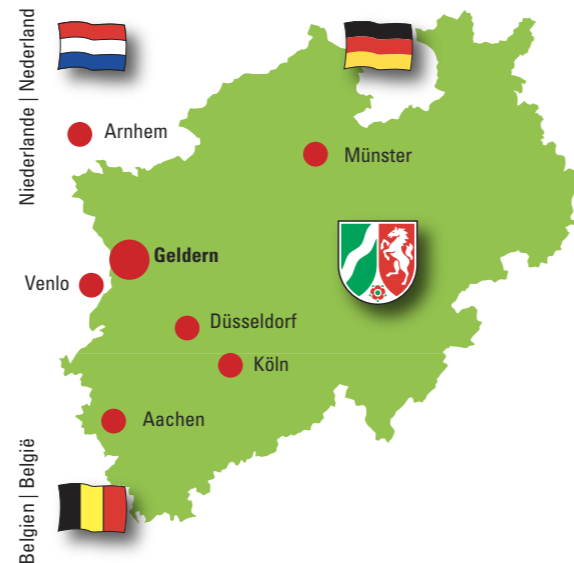 Niederlande | Nederland
Arnhem
Münster
Geldern
Venlo
Düsseldorf
Köln
Aachen
Belgien | België